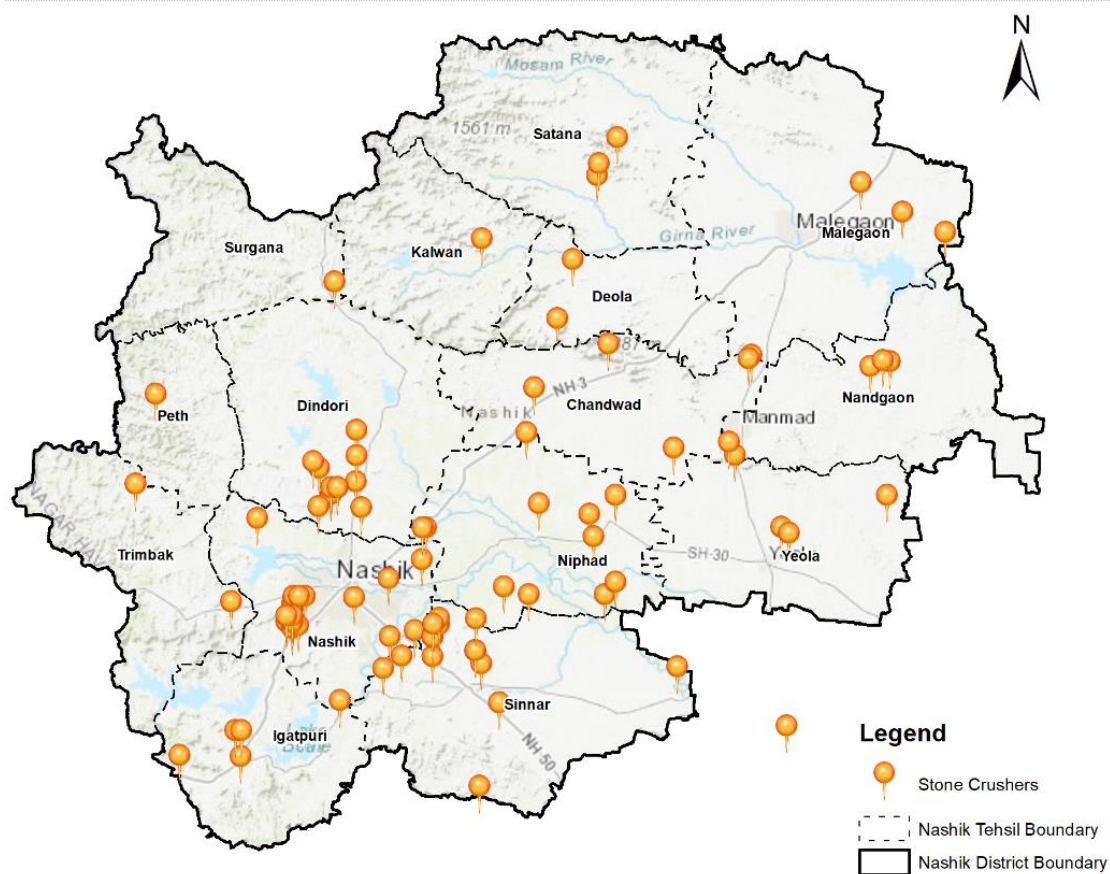 N
Mosam River
1561 m
Satana
Malegaon
Malegaon
Surgana
Kalwan
Girna River
Deola
NH 3
Chandwad
Nashik
Nandgaon
Manmad
Peth
Dindori
Trimbak
Niphad
SH-30
Yeola
Nashik
Nashik
Sinnar
Igatpuri
Lake
NH 50
Legend
Stone Crushers
Nashik Tehsil Boundary
Nashik District Boundary